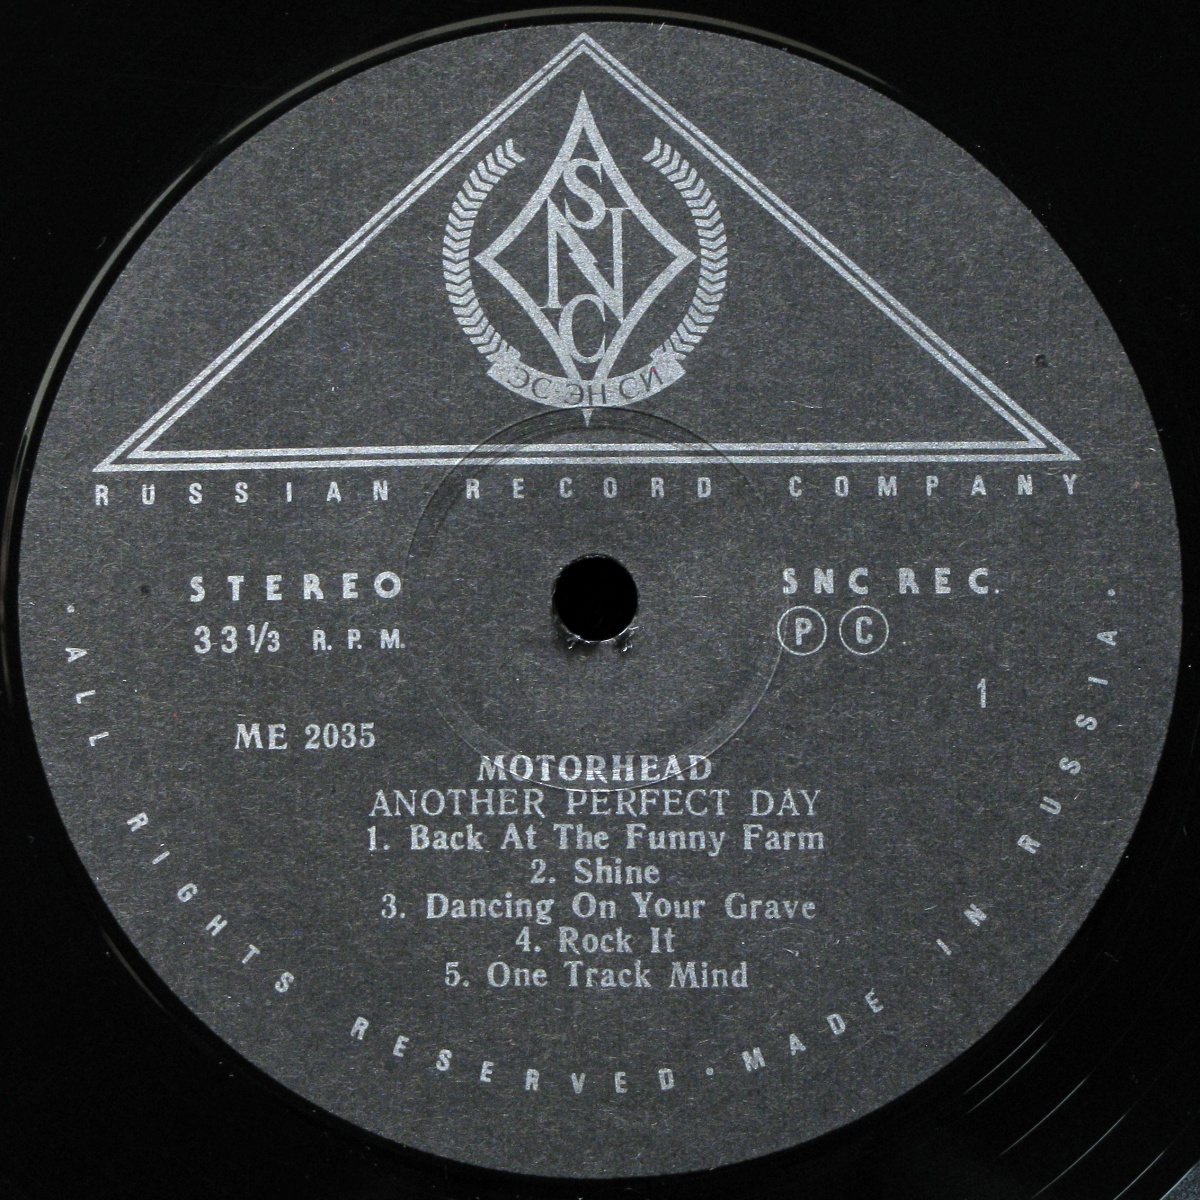 SNC
ЭС·ЭН СИ
RUSSIAN RECORD COMPANY
STEREO
33 1/3 R. P. M.
SNC REC.
P C
1
ME 2035
MOTORHEAD
ANOTHER PERFECT DAY
1. Back At The Funny Farm
2. Shine
3. Dancing On Your Grave
4. Rock It
5. One Track Mind
· ALL RIGHTS RESERVED · MADE IN RUSSIA ·